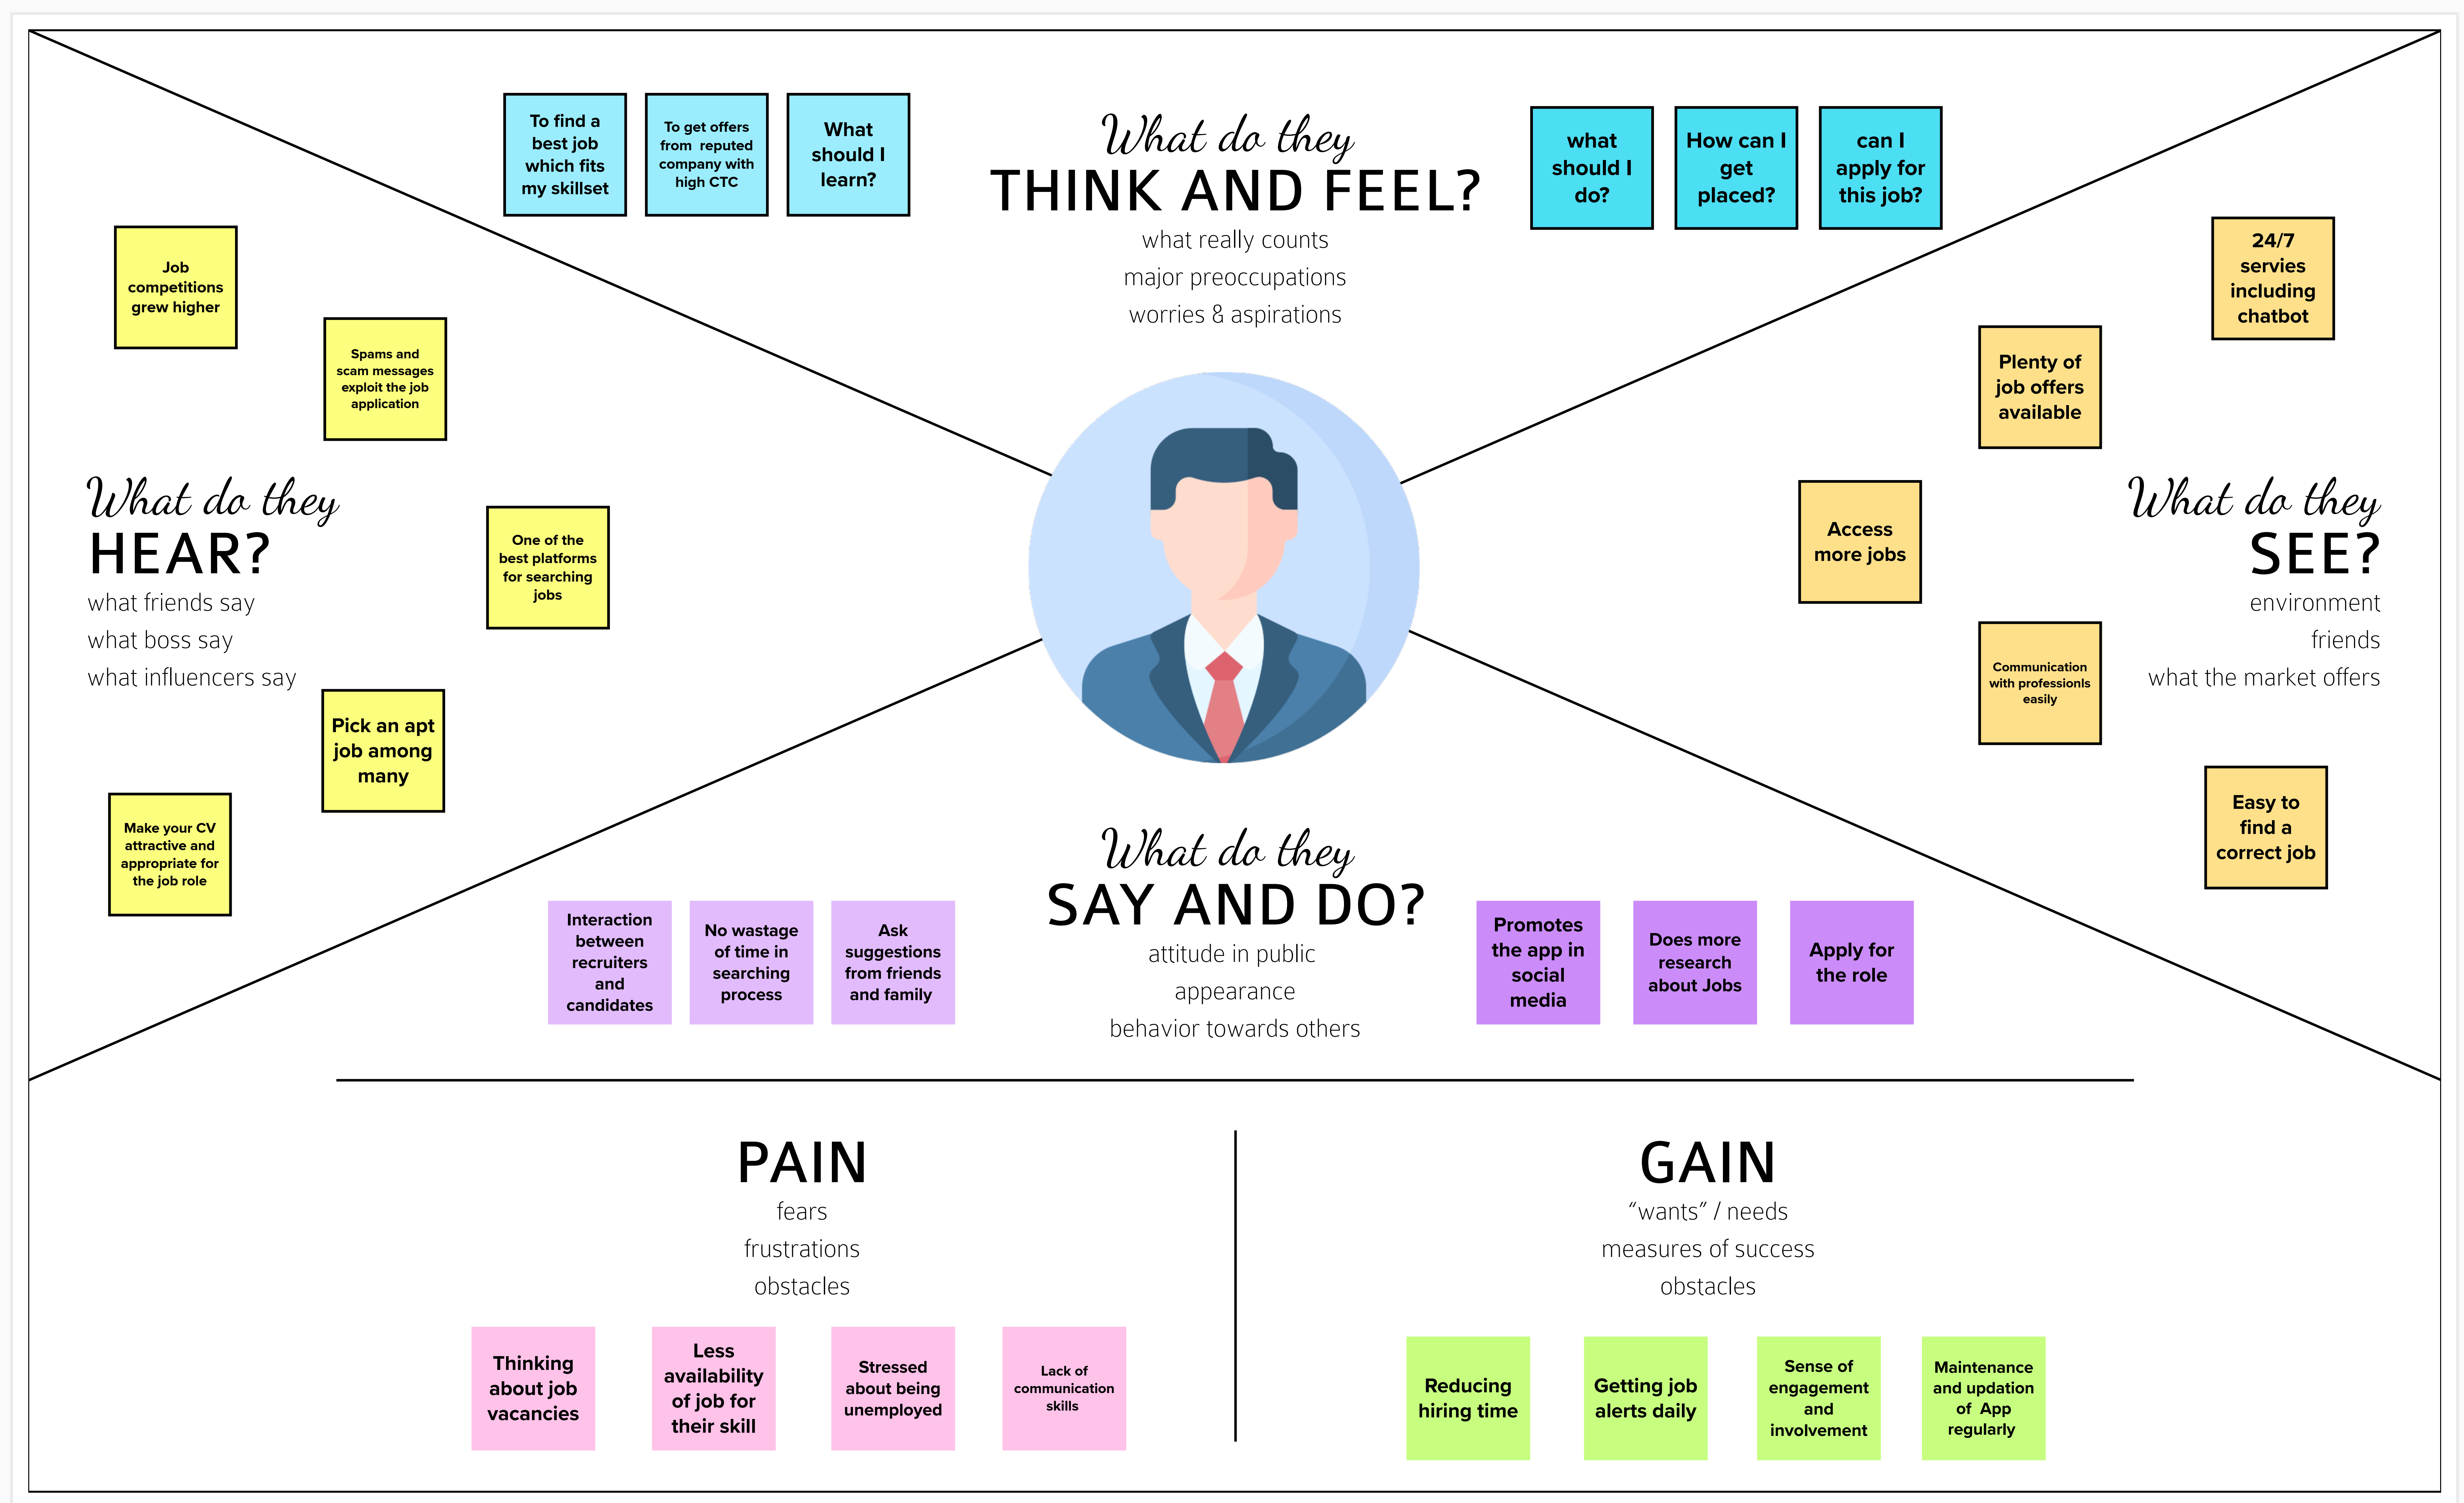 To find a
best job
which fits
my skillset
To get offers
from reputed
company with
high CTC
What
should I
learn?
What do they
THINK AND FEEL?
what really counts
major preoccupations
worries & aspirations
what
should I
do?
How can I
get
placed?
can I
apply for
this job?
Job
competitions
grew higher
Spams and
scam messages
exploit the job
application
What do they
HEAR?
what friends say
what boss say
what influencers say
One of the
best platforms
for searching
jobs
Pick an apt
job among
many
Make your CV
attractive and
appropriate for
the job role
24/7
servies
including
chatbot
Plenty of
job offers
available
Access
more jobs
What do they
SEE?
environment
friends
what the market offers
Communication
with professionls
easily
Easy to
find a
correct job
What do they
SAY AND DO?
attitude in public
appearance
behavior towards others
Interaction
between
recruiters
and
candidates
No wastage
of time in
searching
process
Ask
suggestions
from friends
and family
Promotes
the app in
social
media
Does more
research
about Jobs
Apply for
the role
PAIN
fears
frustrations
obstacles
Thinking
about job
vacancies
Less
availability
of job for
their skill
Stressed
about being
unemployed
Lack of
communication
skills
GAIN
“wants” / needs
measures of success
obstacles
Reducing
hiring time
Getting job
alerts daily
Sense of
engagement
and
involvement
Maintenance
and updation
of App
regularly